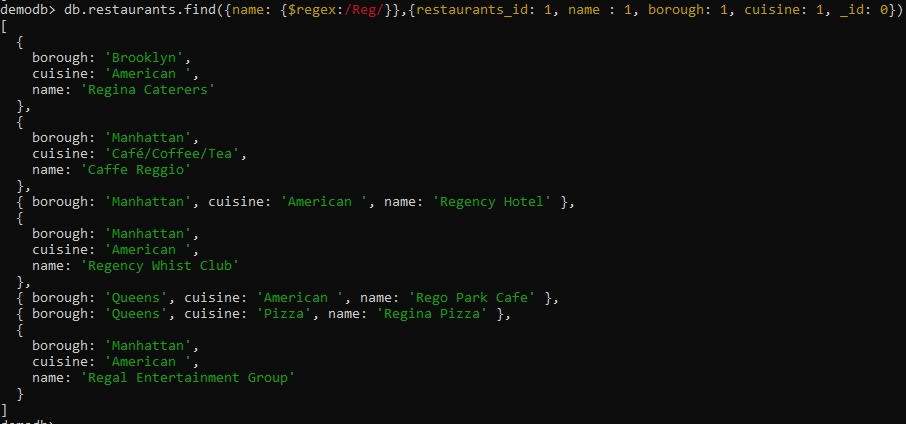 demodb> db.restaurants.find({name: {$regex:/Reg/}},{restaurants_id: 1, name : 1, borough: 1, cuisine: 1, _id: 0})
[
  {
    borough: 'Brooklyn',
    cuisine: 'American ',
    name: 'Regina Caterers'
  },
  {
    borough: 'Manhattan',
    cuisine: 'Café/Coffee/Tea',
    name: 'Caffe Reggio'
  },
  { borough: 'Manhattan', cuisine: 'American ', name: 'Regency Hotel' },
  {
    borough: 'Manhattan',
    cuisine: 'American ',
    name: 'Regency Whist Club'
  },
  { borough: 'Queens', cuisine: 'American ', name: 'Rego Park Cafe' },
  { borough: 'Queens', cuisine: 'Pizza', name: 'Regina Pizza' },
  {
    borough: 'Manhattan',
    cuisine: 'American ',
    name: 'Regal Entertainment Group'
  }
]
demodb>